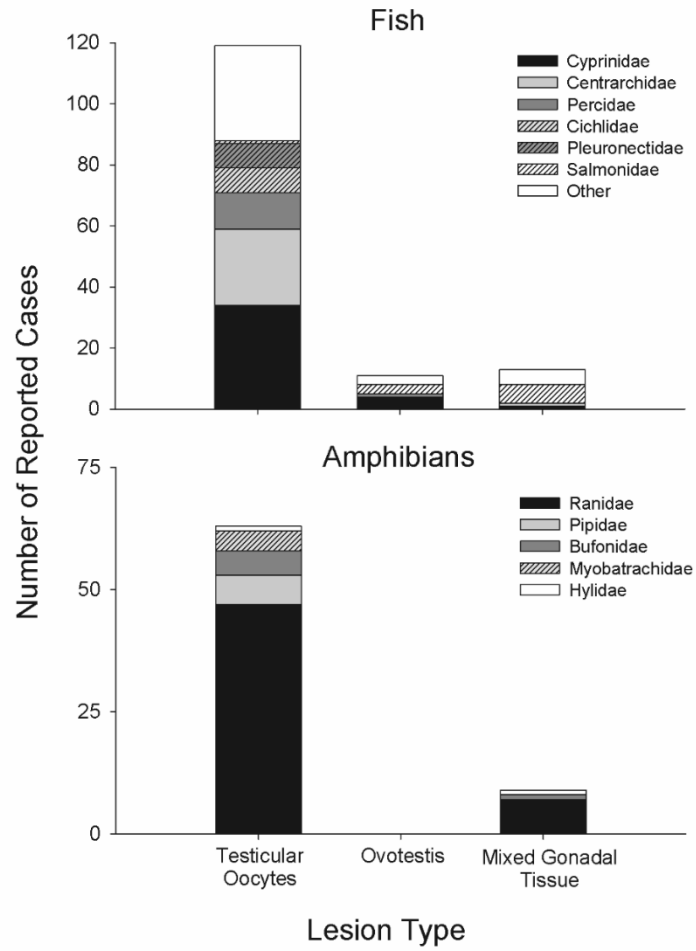 Fish
120
100
80
60
40
20
0
Cyprinidae
Centrarchidae
Percidae
Cichlidae
Pleuronectidae
Salmonidae
Other
Number of Reported Cases
Amphibians
75
50
25
0
Ranidae
Pipidae
Bufonidae
Myobatrachidae
Hylidae
Testicular
Oocytes
Ovotestis
Mixed Gonadal
Tissue
Lesion Type